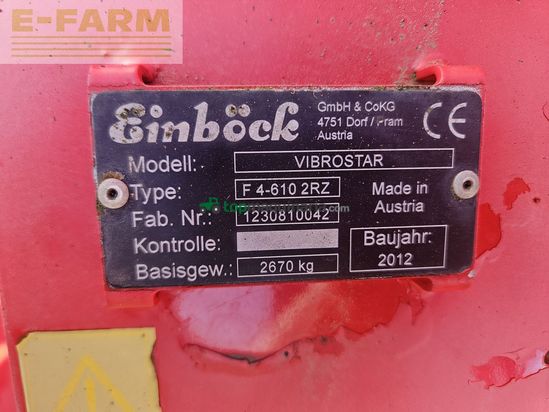 E-FARM
Einböck
GmbH & CoKG
4751 Dorf / Pram
Austria
CE
Modell: VIBROSTAR
Type: F 4-610 2RZ
Made in
Austria
Fab. Nr.: 1230810042
Kontrolle:
Baujahr:
2012
Basisgew.: 2670 kg